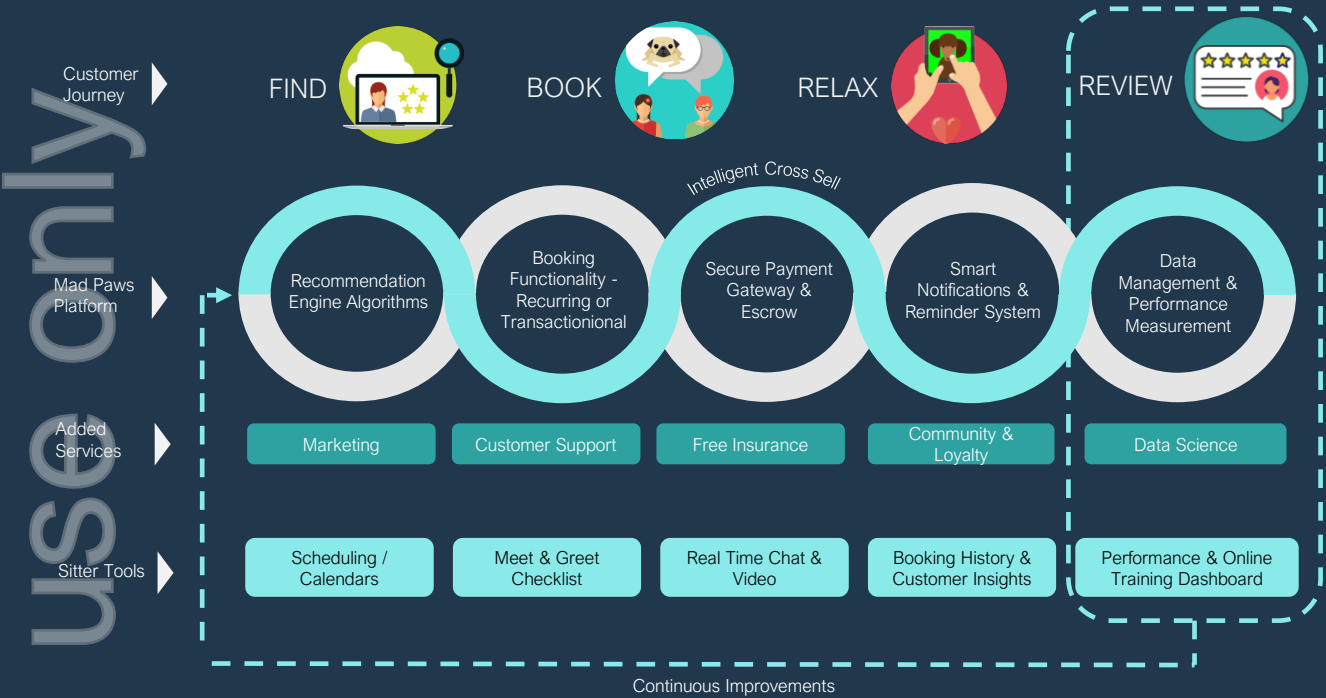 Customer
Journey
FIND
BOOK
RELAX
REVIEW
Intelligent Cross Sell
Mad Paws
Platform
Recommendation
Engine Algorithms
Booking
Functionality -
Recurring or
Transactionional
Secure Payment
Gateway &
Escrow
Smart
Notifications &
Reminder System
Data
Management &
Performance
Measurement
Added
Services
Marketing
Customer Support
Free Insurance
Community &
Loyalty
Data Science
Sitter Tools
Scheduling /
Calendars
Meet & Greet
Checklist
Real Time Chat &
Video
Booking History &
Customer Insights
Performance & Online
Training Dashboard
Continuous Improvements
use only